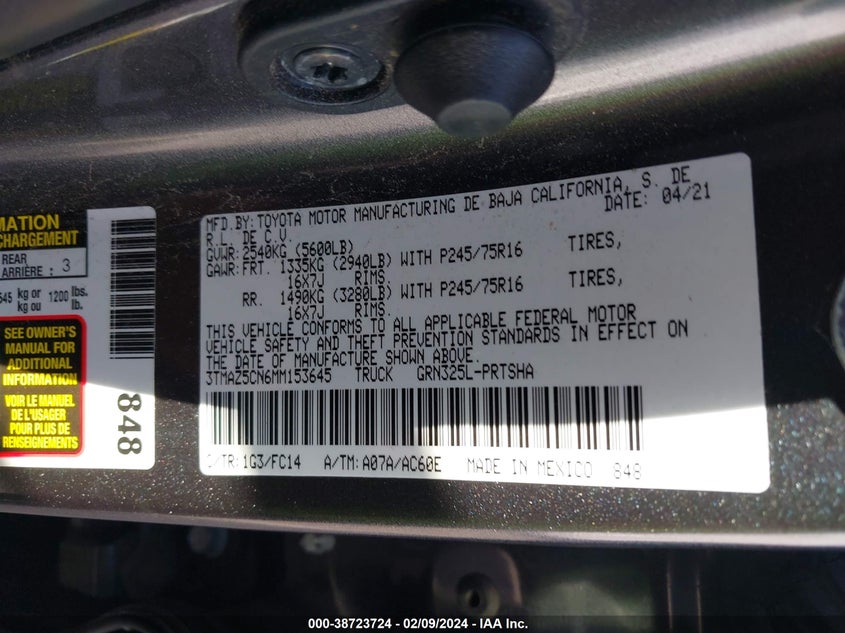 MATION
CHARGEMENT
REAR
ARRIÈRE : 3
545 kg or kg ou 1200 lbs. lb.
SEE OWNER'S
MANUAL FOR
ADDITIONAL
INFORMATION
VOIR LE MANUEL
DE L'USAGER
POUR PLUS DE
RENSEIGNEMENTS
848
MFD.BY:TOYOTA MOTOR MANUFACTURING DE BAJA CALIFORNIA, S. DE
R.L. DE C.V. DATE: 04/21
GVWR: 2540KG (5600LB)
GAWR: FRT. 1335KG (2940LB) WITH P245/75R16 TIRES,
16X7J RIMS.
RR. 1490KG (3280LB) WITH P245/75R16 TIRES,
16X7J RIMS.
THIS VEHICLE CONFORMS TO ALL APPLICABLE FEDERAL MOTOR
VEHICLE SAFETY AND THEFT PREVENTION STANDARDS IN EFFECT ON
THE DATE OF MANUFACTURE SHOWN ABOVE.
3TMAZ5CN6MM153645 TRUCK GRN325L-PRTSHA
C/TR:1G3/FC14 A/TM:A07A/AC60E MADE IN MEXICO 848
000-38723724 - 02/09/2024 - IAA Inc.